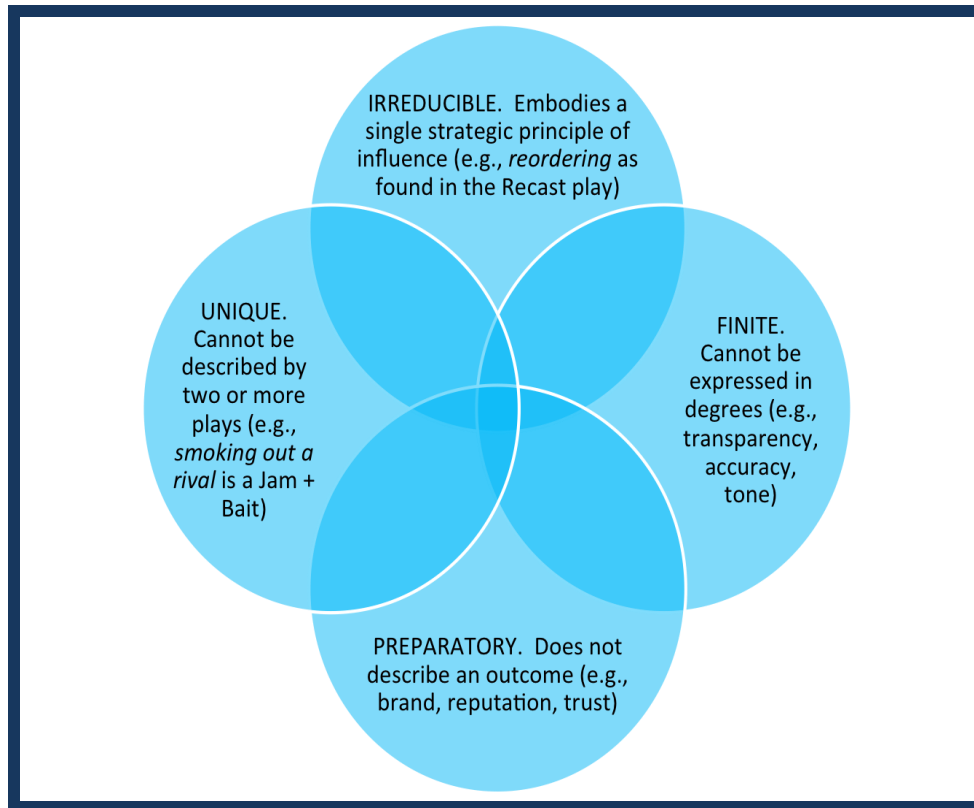 IRREDUCIBLE.  Embodies a
single strategic principle of
influence (e.g., reordering as
found in the Recast play)
UNIQUE.
Cannot be
described by
two or more
plays (e.g.,
smoking out a
rival is a Jam +
Bait)
FINITE.
Cannot be
expressed in
degrees (e.g.,
transparency,
accuracy,
tone)
PREPARATORY.  Does not
describe an outcome (e.g.,
brand, reputation, trust)